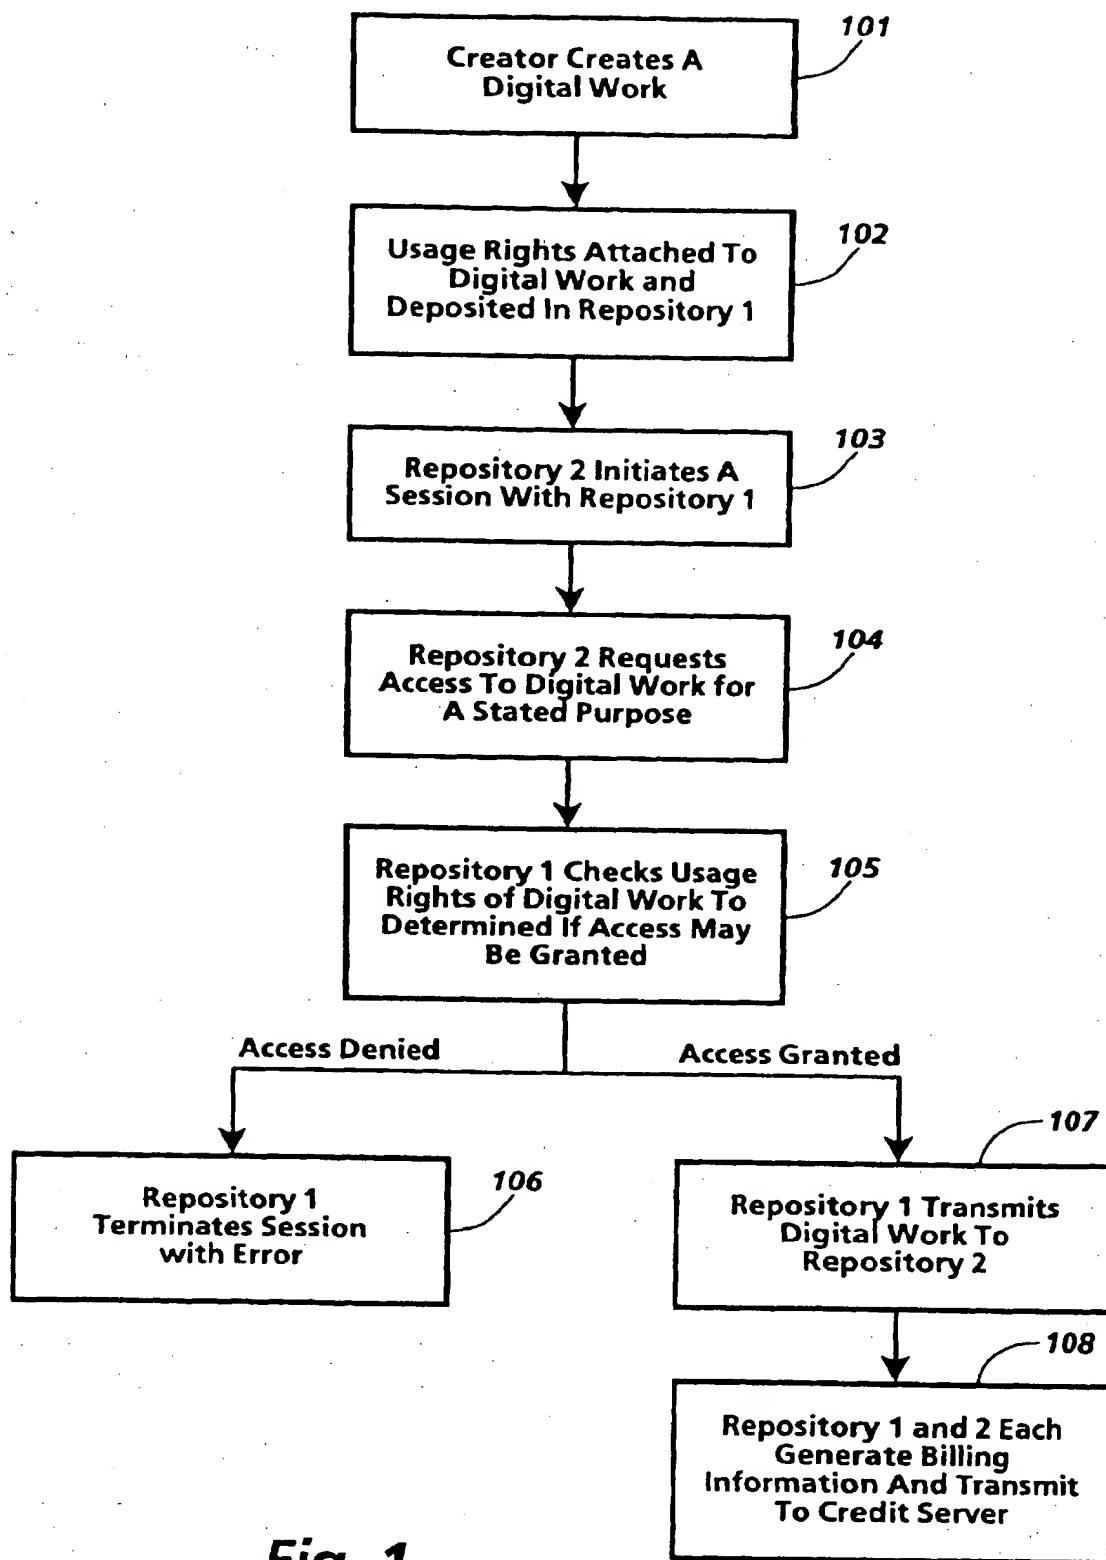 101
Creator Creates A
Digital Work
102
Usage Rights Attached To
Digital Work and
Deposited In Repository 1
103
Repository 2 Initiates A
Session With Repository 1
104
Repository 2 Requests
Access To Digital Work for
A Stated Purpose
105
Repository 1 Checks Usage
Rights of Digital Work To
Determined If Access May
Be Granted
Access Denied
Access Granted
106
Repository 1
Terminates Session
with Error
107
Repository 1 Transmits
Digital Work To
Repository 2
108
Repository 1 and 2 Each
Generate Billing
Information And Transmit
To Credit Server
Fig. 1